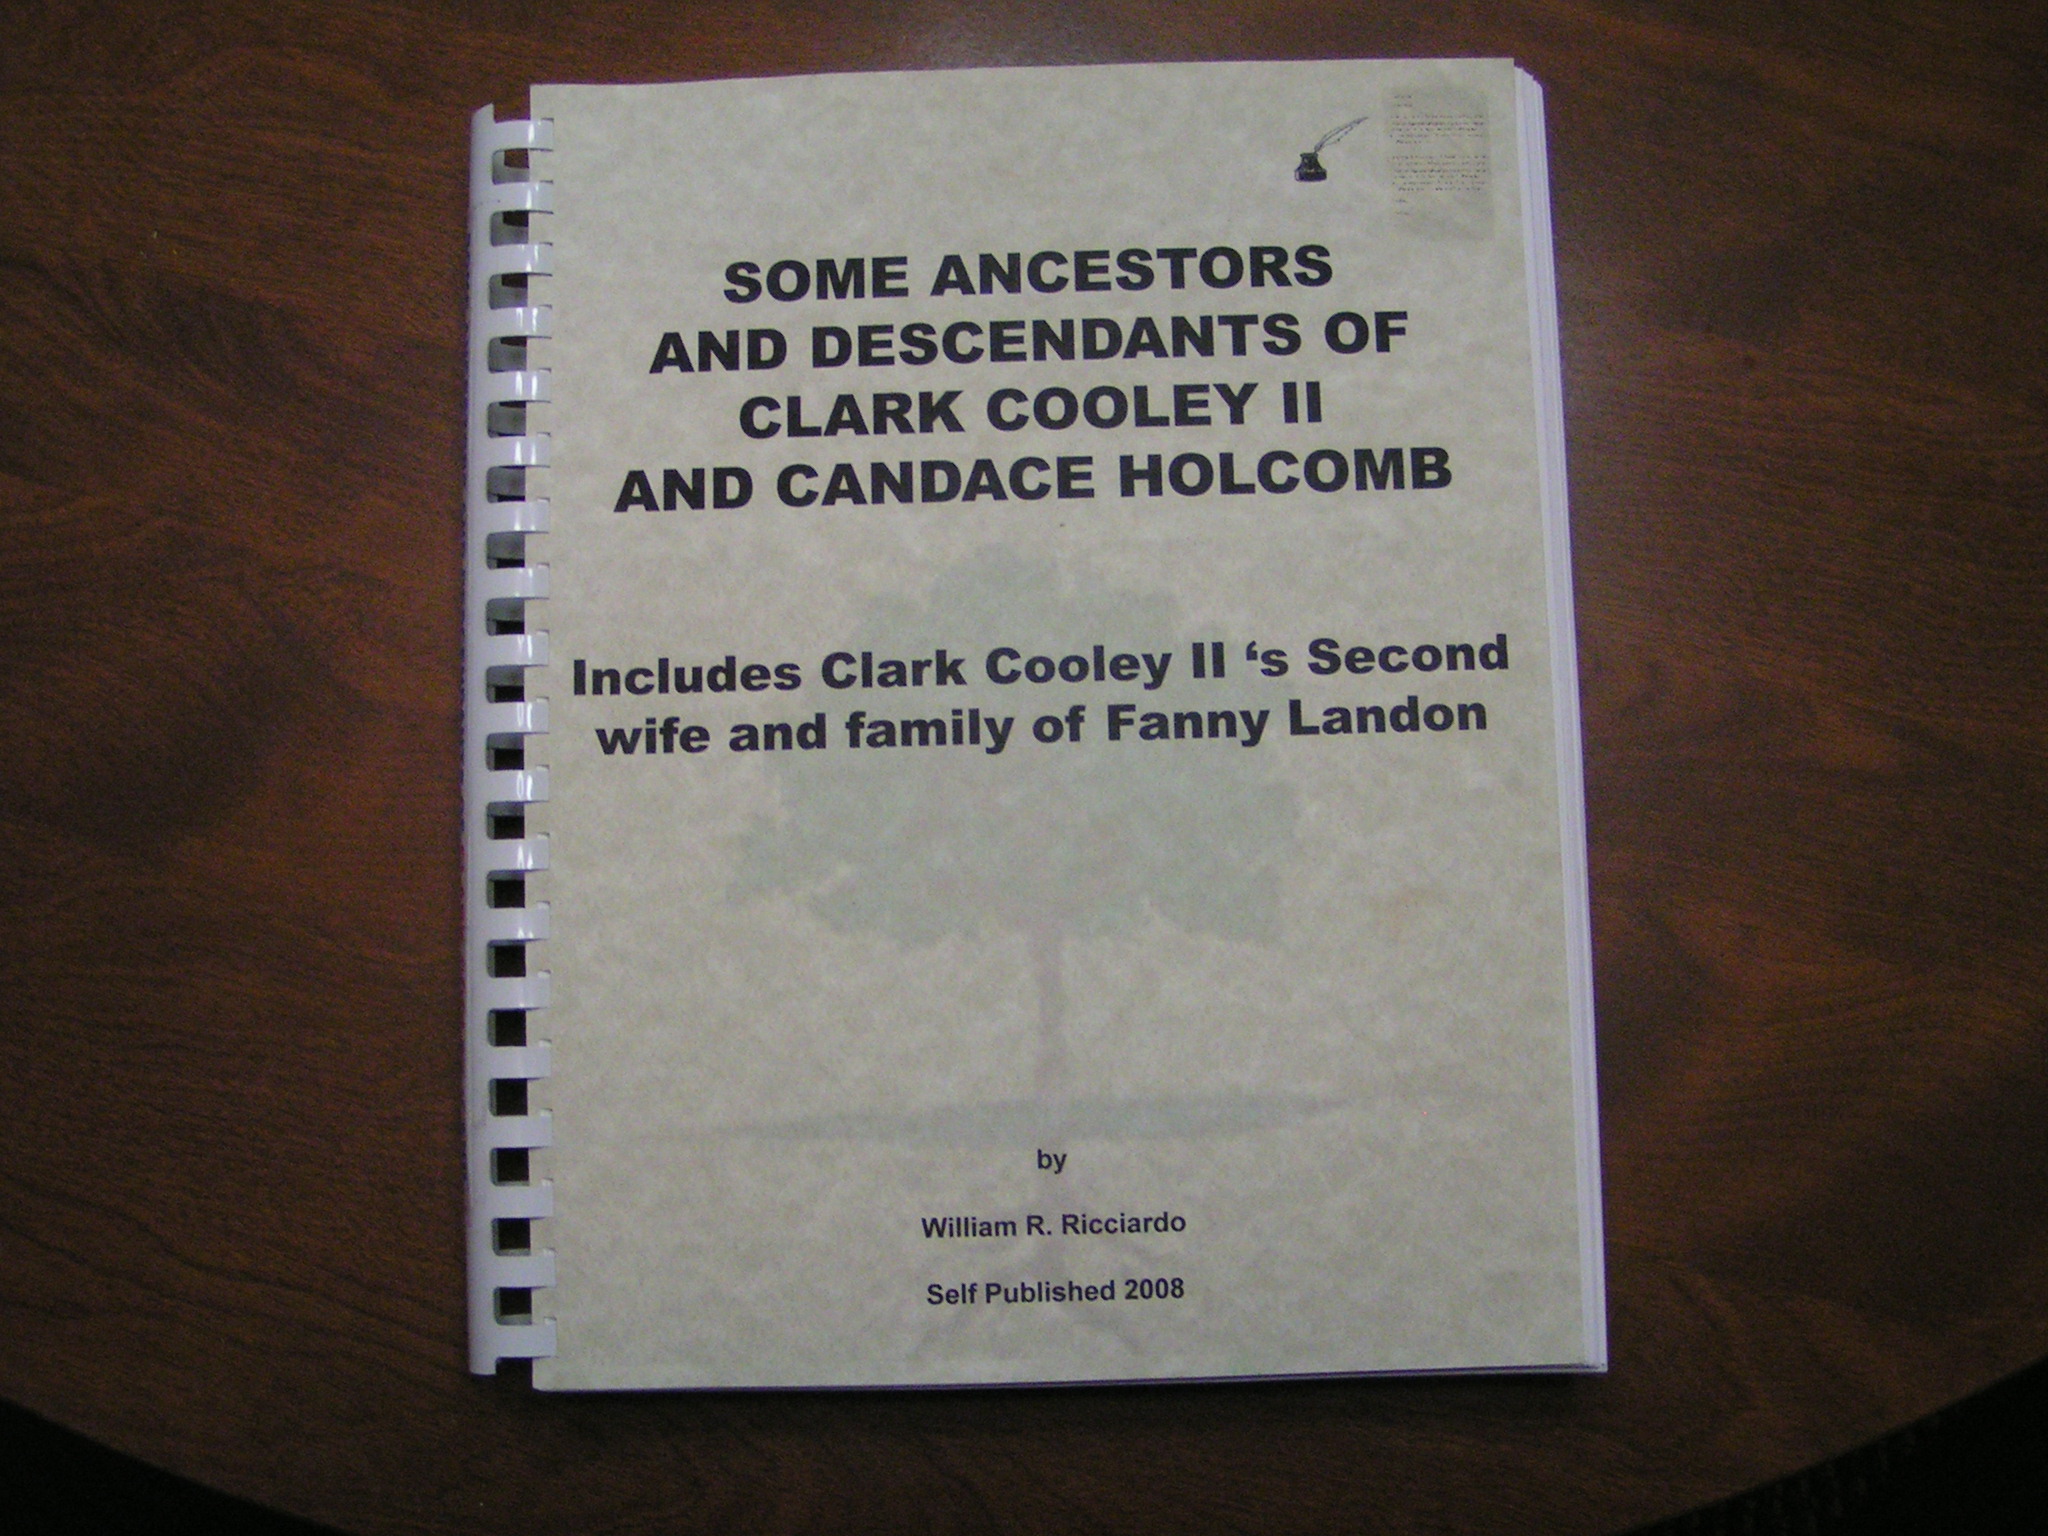 SOME ANCESTORS
AND DESCENDANTS OF
CLARK COOLEY II
AND CANDACE HOLCOMB
Includes Clark Cooley II ‘s Second
wife and family of Fanny Landon
by
William R. Ricciardo
Self Published 2008